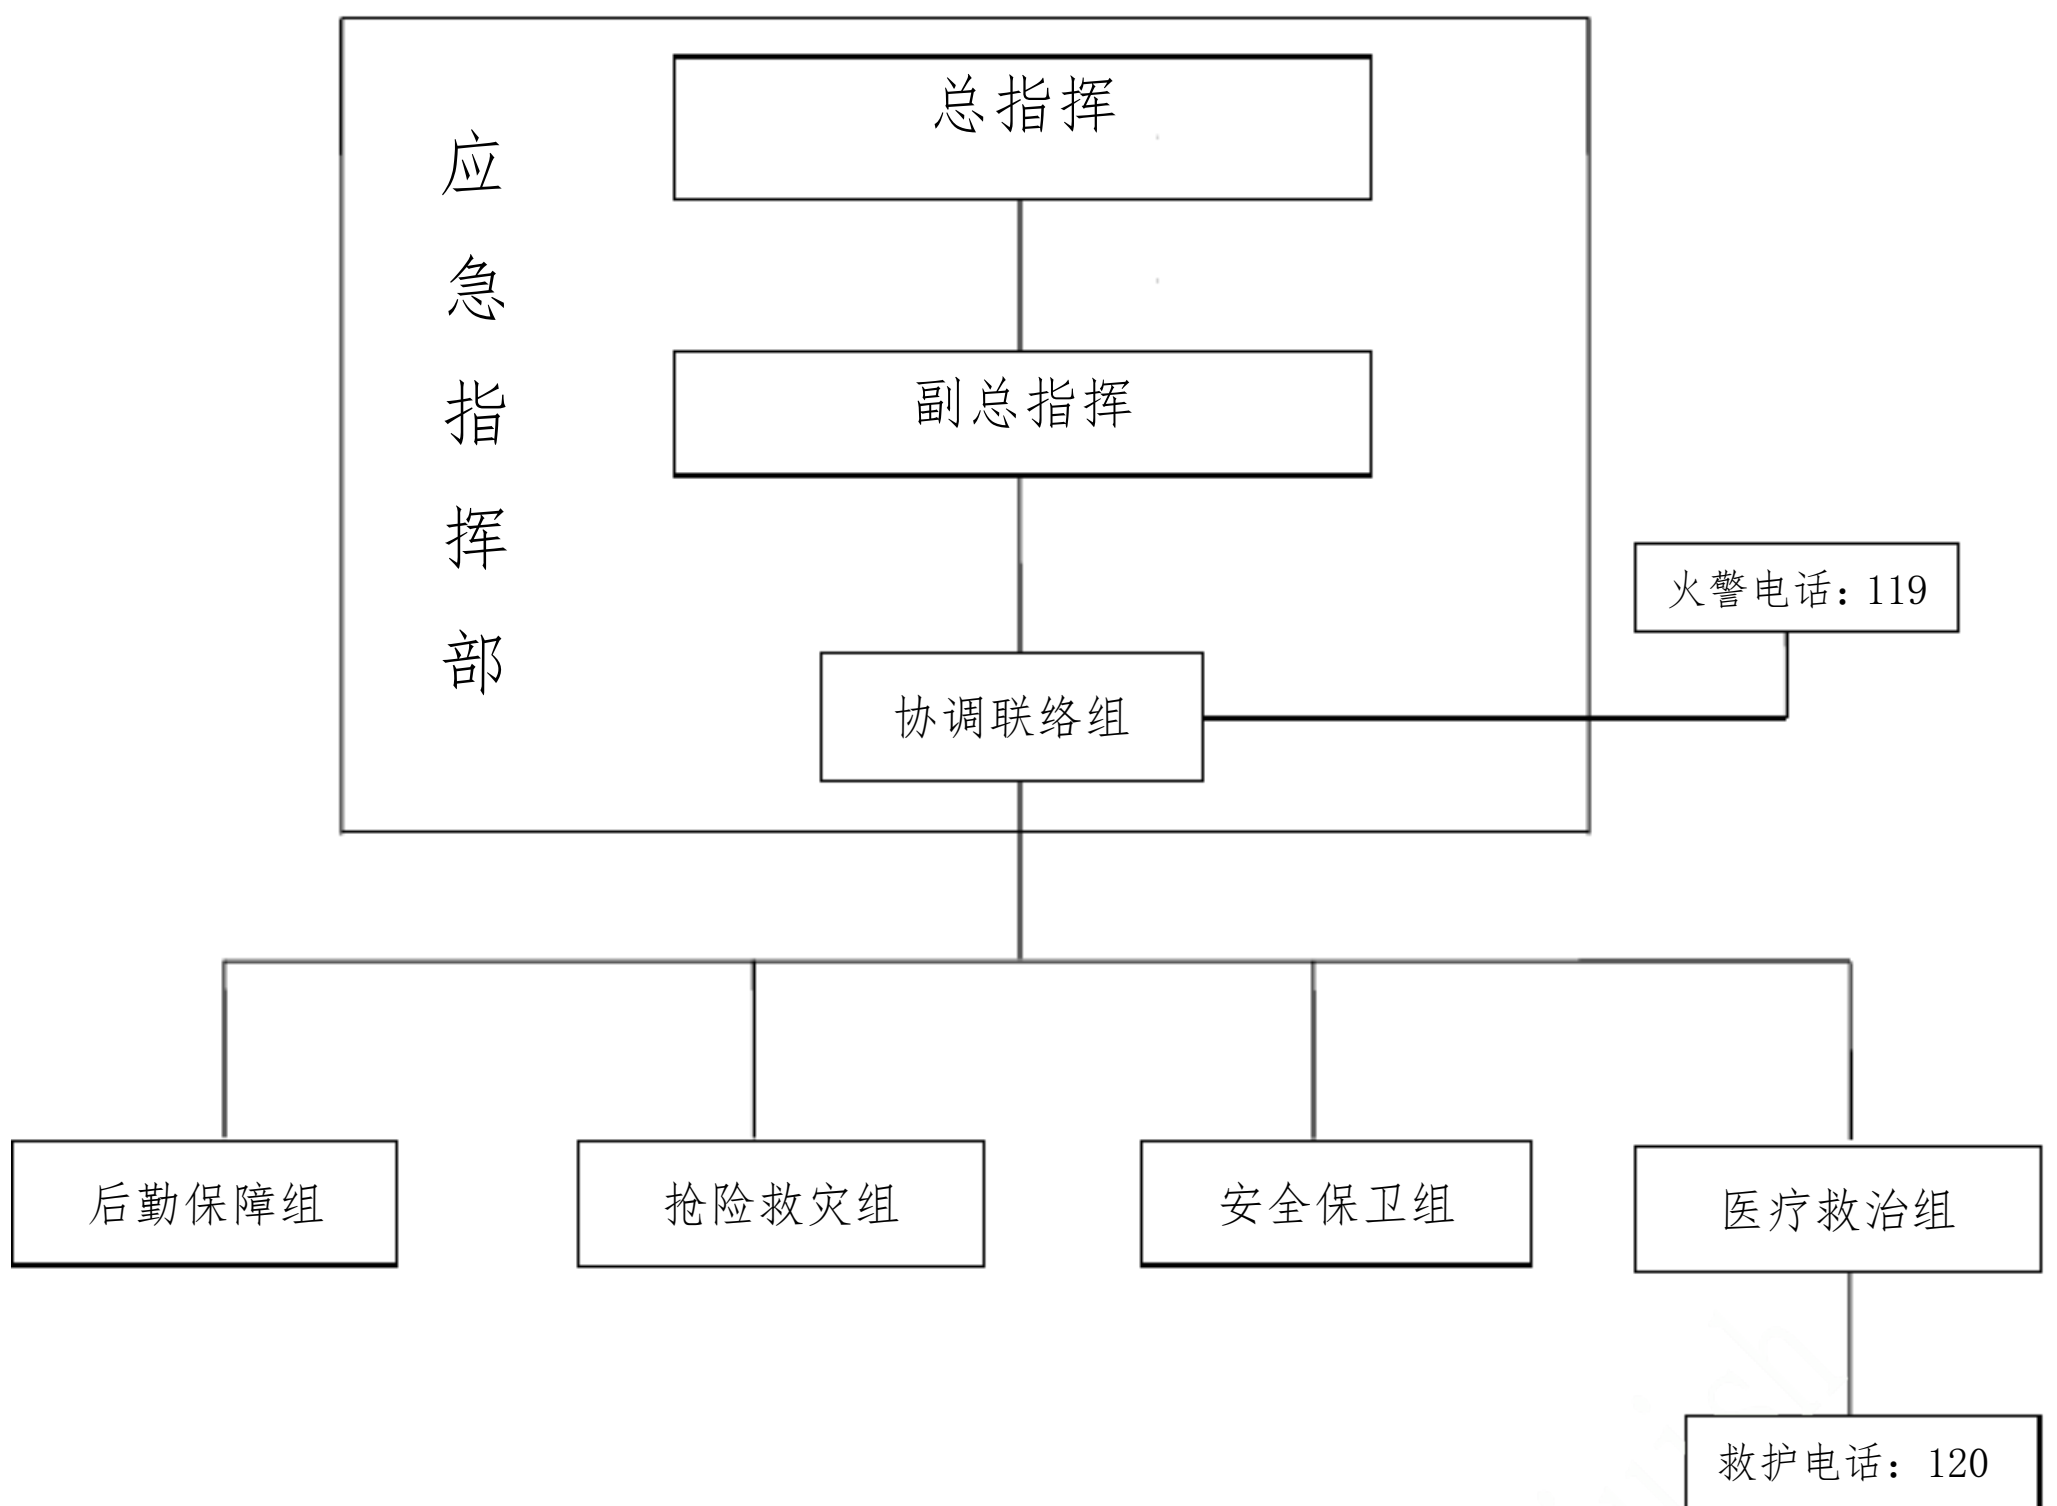 总指挥
应急指挥部
副总指挥
火警电话：119
协调联络组
后勤保障组
抢险救灾组
安全保卫组
医疗救治组
救护电话：120